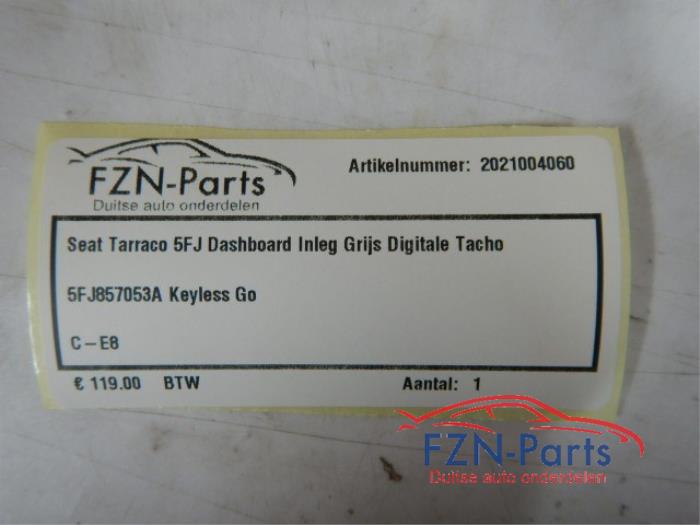 FZN-Parts
Duitse auto onderdelen
Artikelnummer: 2021004060
Seat Tarraco 5FJ Dashboard Inleg Grijs Digitale Tacho
5FJ857053A Keyless Go
C-E8
€ 119.00 BTW
Aantal: 1
FZN-Parts
Duitse auto onderdelen